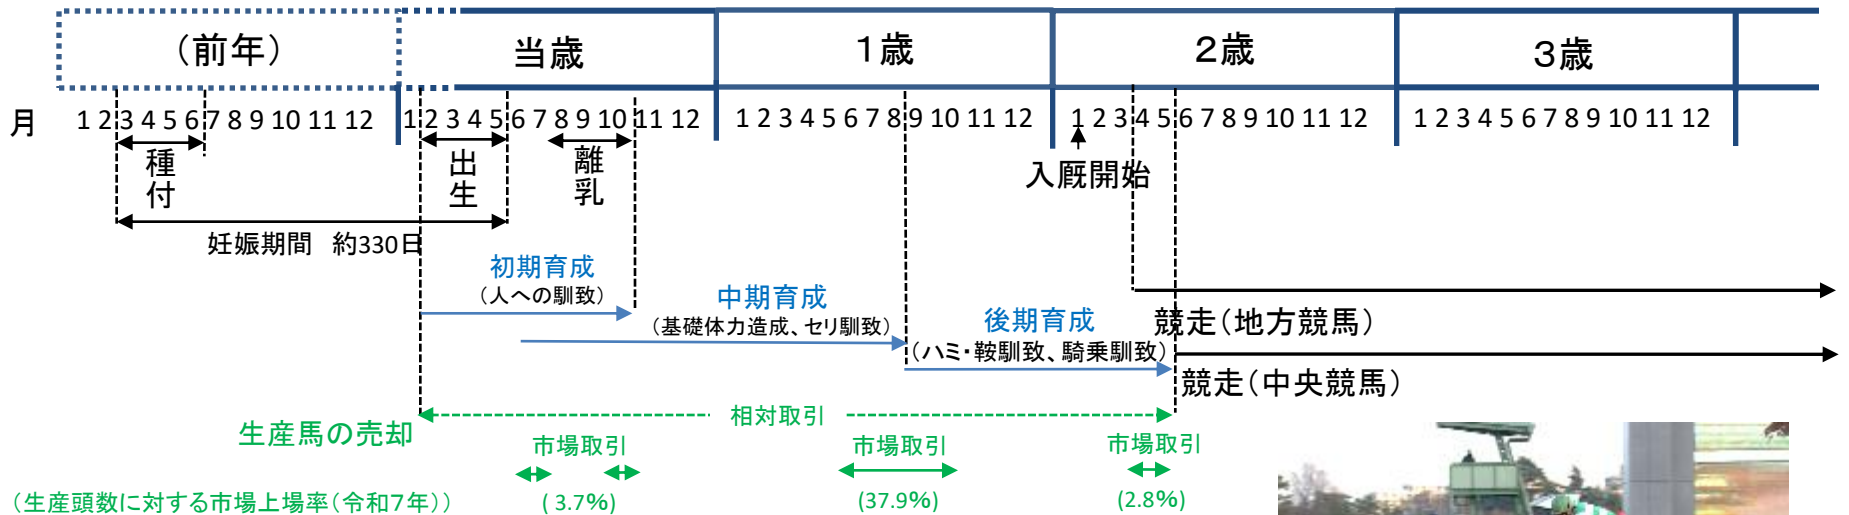 (前年) 当歳 1歳 2歳 3歳
月 1 2 3 4 5 6 7 8 9 10 11 12 1 2 3 4 5 6 7 8 9 10 11 12 1 2 3 4 5 6 7 8 9 10 11 12 1 2 3 4 5 6 7 8 9 10 11 12 1 2 3 4 5 6 7 8 9 10 11 12
種付
出生
離乳
入厩開始
妊娠期間 約330日
初期育成
(人への馴致)
中期育成
(基礎体力造成、セリ馴致)
後期育成
(ハミ・鞍馴致、騎乗馴致)
競走(地方競馬)
競走(中央競馬)
相対取引
生産馬の売却
市場取引 市場取引 市場取引
(生産頭数に対する市場上場率(令和7年)) ( 3.7%) (37.9%) (2.8%)